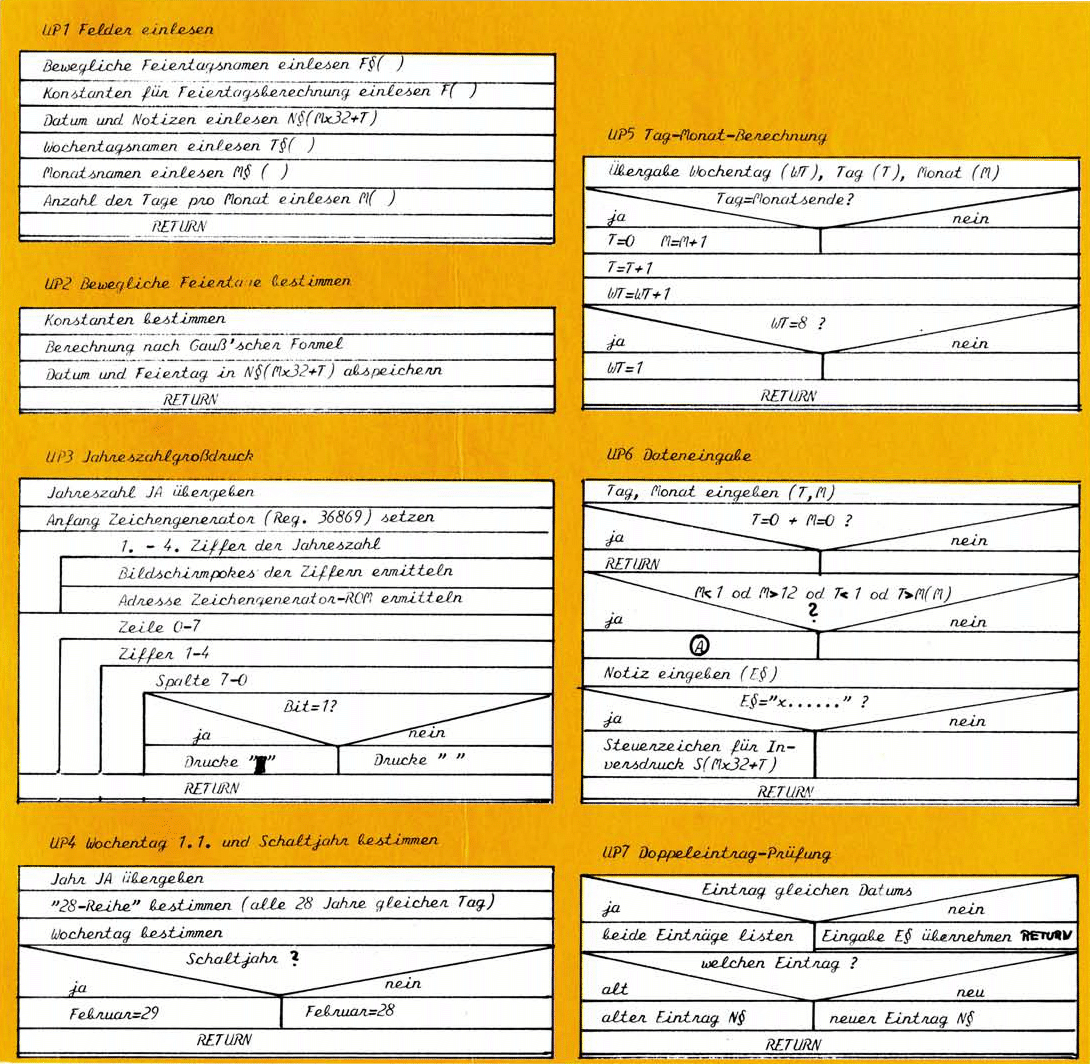 UP1 Felder einlesen
Bewegliche Feiertagsnamen einlesen F§( )
Konstanten für Feiertagsberechnung einlesen F( )
Datum und Notizen einlesen N§(Mx32+T)
Wochentagsnamen einlesen T§( )
Monatsnamen einlesen M§ ( )
Anzahl der Tage pro Monat einlesen M( )
RETURN
UP2 Bewegliche Feiertage bestimmen
Konstanten bestimmen
Berechnung nach Gauß'scher Formel
Datum und Feiertag in N§(Mx32+T) abspeichern
RETURN
UP3 Jahreszahlgroßdruck
Jahreszahl JA übergeben
Anfang Zeichengenerator (Reg. 36869) setzen
1. - 4. Ziffer der Jahreszahl
Bildschirmpokes der Ziffern ermitteln
Adresse Zeichengenerator-ROM ermitteln
Zeile 0-7
Ziffer 1-4
Spalte 7-0
Bit=1?
ja
nein
Drucke "█"
Drucke " "
RETURN
UP4 Wochentag 1.1. und Schaltjahr bestimmen
Jahr JA übergeben
"28-Reihe" bestimmen (alle 28 Jahre gleicher Tag)
Wochentag bestimmen
Schaltjahr ?
ja
nein
Februar=29
Februar=28
RETURN
UP5 Tag-Monat-Berechnung
Übergabe Wochentag (WT), Tag (T), Monat (M)
Tag=Monatsende?
ja
nein
T=0 M=M+1
T=T+1
WT=WT+1
WT=8 ?
ja
nein
WT=1
RETURN
UP6 Dateneingabe
Tag, Monat eingeben (T,M)
T=0 + M=0 ?
ja
nein
RETURN
M<1 od M>12 od T<1 od T>M(M)
?
ja
nein
A
Notiz eingeben (E§)
E§="x......" ?
ja
nein
Steuerzeichen für In-
versdruck S(Mx32+T)
RETURN
UP7 Doppeleintrag-Prüfung
Eintrag gleichen Datums
ja
nein
beide Einträge listen
Eingabe E§ übernehmen RETURN
welchen Eintrag ?
alt
neu
alter Eintrag N§
neuer Eintrag N§
RETURN